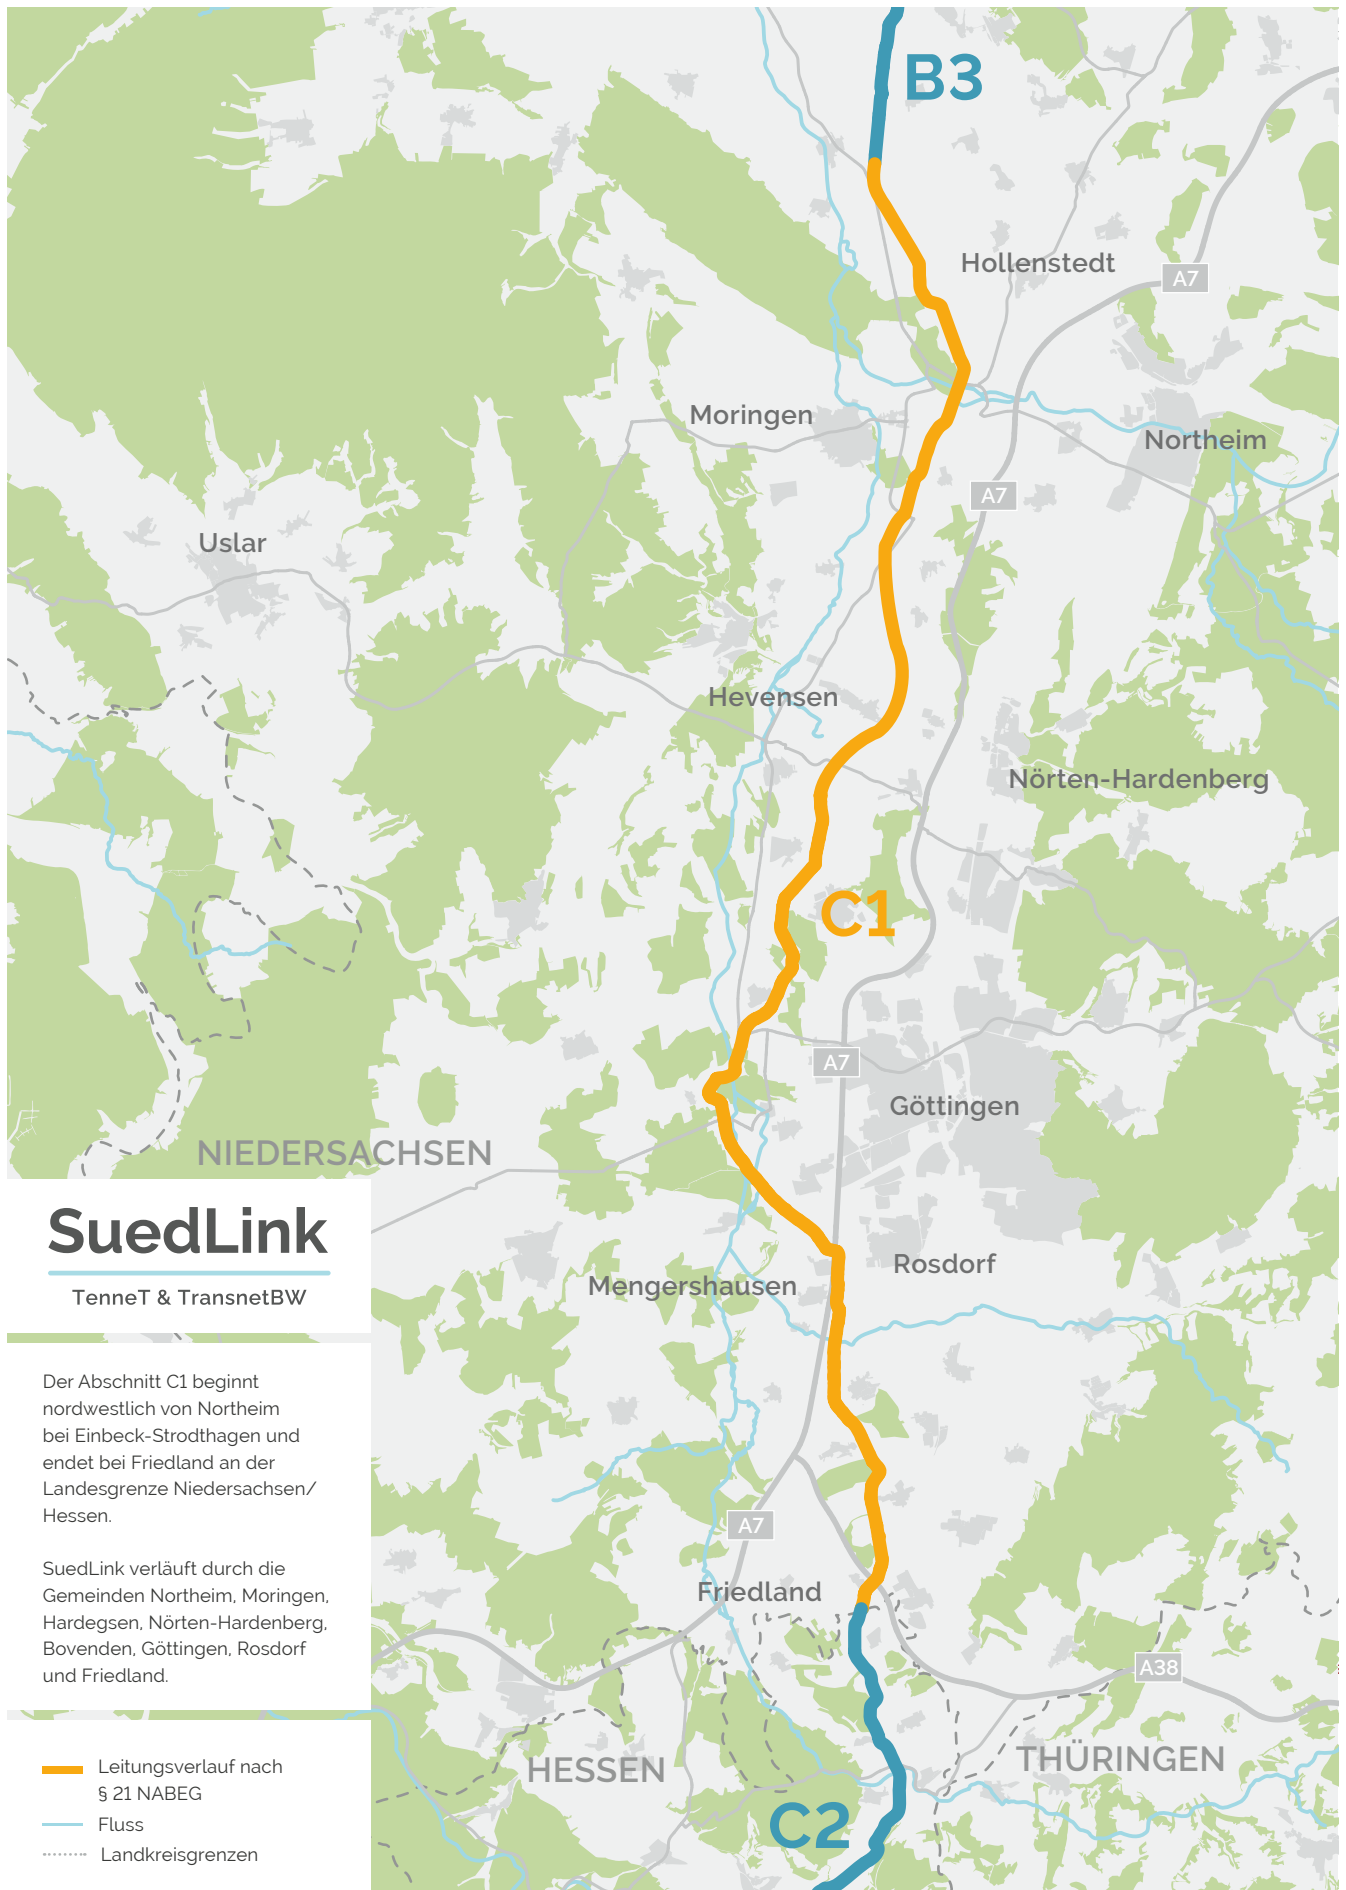 B3
Hollenstedt
A7
Moringen
Northeim
A7
Uslar
Hevensen
Nörten-Hardenberg
C1
A7
Göttingen
NIEDERSACHSEN
SuedLink
TenneT & TransnetBW
Rosdorf
Mengershausen
Der Abschnitt C1 beginnt
nordwestlich von Northeim
bei Einbeck-Strodthagen und
endet bei Friedland an der
Landesgrenze Niedersachsen/
Hessen.
SuedLink verläuft durch die
Gemeinden Northeim, Moringen,
Hardegsen, Nörten-Hardenberg,
Bovenden, Göttingen, Rosdorf
und Friedland.
A7
Friedland
A38
HESSEN
THÜRINGEN
C2
Leitungsverlauf nach
§ 21 NABEG
Fluss
Landkreisgrenzen